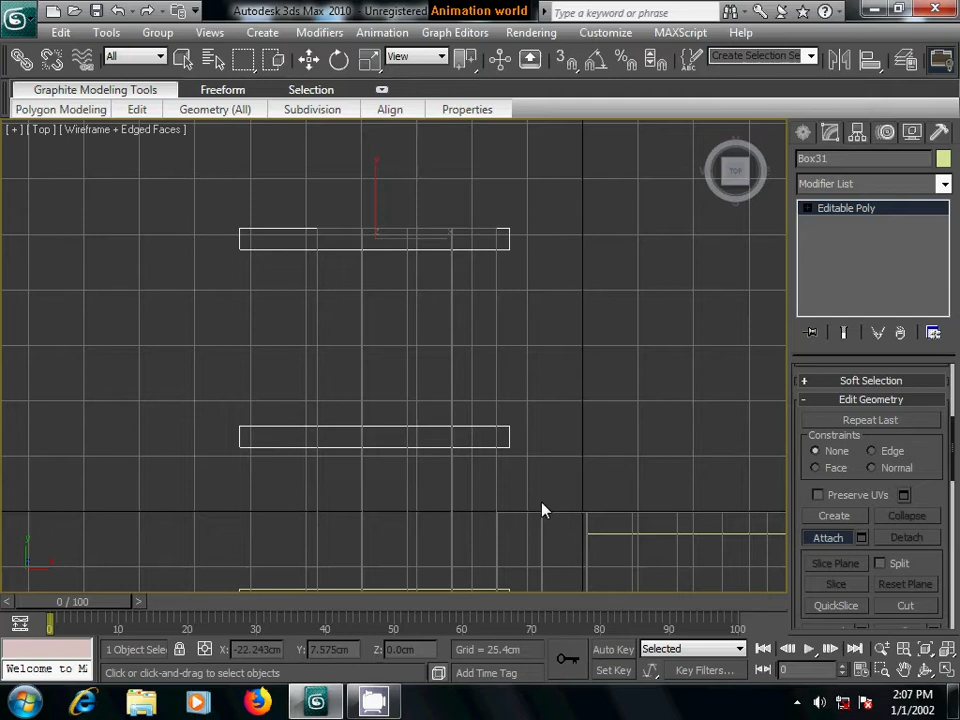 Autodesk 3ds Max 2010 - Unregistered Animation world
Type a keyword or phrase
Edit Tools Group Views Create Modifiers Animation Graph Editors Rendering Customize MAXScript Help
All View Create Selection Se
Graphite Modeling Tools Freeform Selection
Polygon Modeling Edit Geometry (All) Subdivision Align Properties
[ + ] [ Top ] [ Wireframe + Edged Faces ]
TOP
Box31
Modifier List
Editable Poly
+ Soft Selection
- Edit Geometry
Repeat Last
Constraints
None Edge
Face Normal
Preserve UVs
Create Collapse
Attach Detach
Slice Plane Split
Slice Reset Plane
QuickSlice Cut
< 0 / 100 >
10 20 30 40 50 60 70 80 90 100
1 Object Sele X: -22.243cm Y: 7.575cm Z: 0.0cm Grid = 25.4cm Auto Key Selected
Welcome to M Click or click-and-drag to select objects Add Time Tag Set Key Key Filters... 0
2:07 PM
1/1/2002